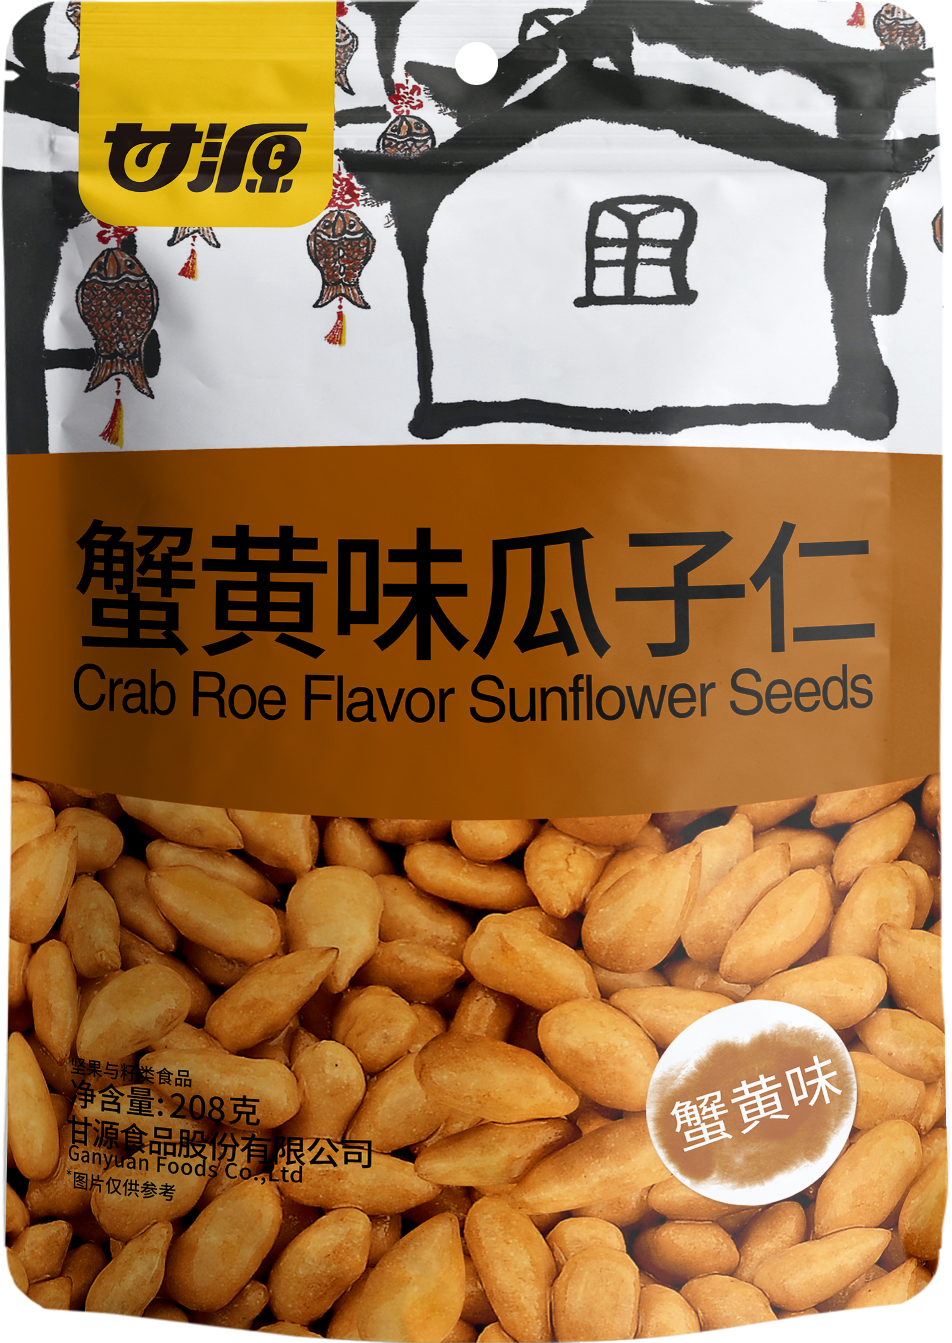 甘源
蟹黄味瓜子仁
Crab Roe Flavor Sunflower Seeds
坚果与籽类食品
净含量:208克
甘源食品股份有限公司
Ganyuan Foods Co.,Ltd
*图片仅供参考
蟹黄味